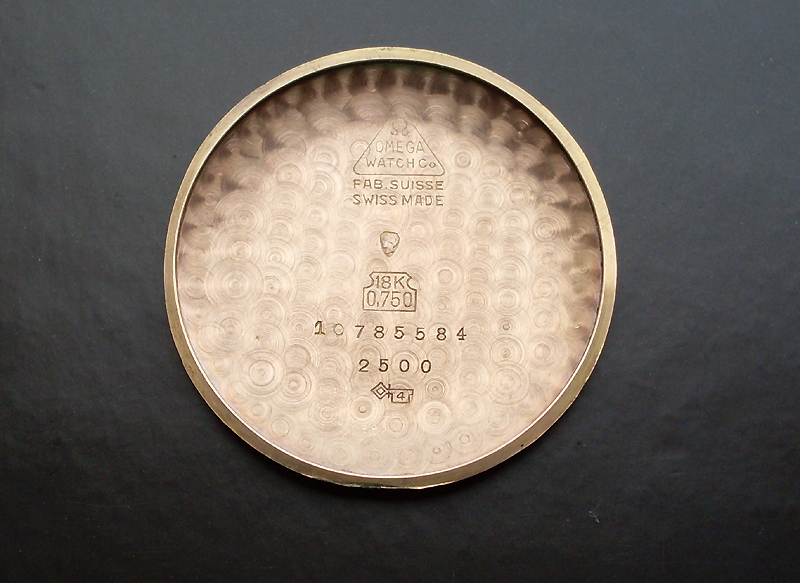 Ω
OMEGA
WATCH Co
FAB. SUISSE
SWISS MADE
18K
0,750
10785584
2500
4